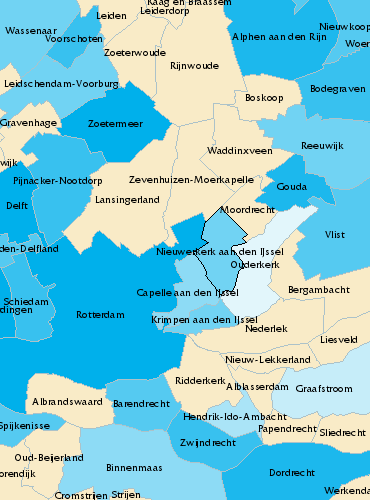 Kaag en Braassem
Leiden
Leiderdorp
Nieuwkoop
Wassenaar
Voorschoten
Alphen aan den Rijn
Woer
Zoeterwoude
Rijnwoude
Leidschendam-Voorburg
Bodegraven
Boskoop
Gravenhage
Zoetermeer
Reeuwijk
Waddinxveen
wijk
Pijnacker-Nootdorp
Zevenhuizen-Moerkapelle
Gouda
Lansingerland
Delft
Moordrecht
Vlist
den-Delfland
Nieuwerkerk aan den IJssel
Ouderkerk
Bergambacht
Capelle aan den IJssel
Schiedam
dingen
Rotterdam
Krimpen aan den IJssel
Nederlek
Liesveld
Nieuw-Lekkerland
Ridderkerk
Alblasserdam
Graafstroom
Albrandswaard
Barendrecht
Hendrik-Ido-Ambacht
Spijkenisse
Papendrecht
Sliedrecht
Zwijndrecht
Oud-Beijerland
Binnenmaas
orendijk
Dordrecht
Cromstrijen
Strijen
Werkenda